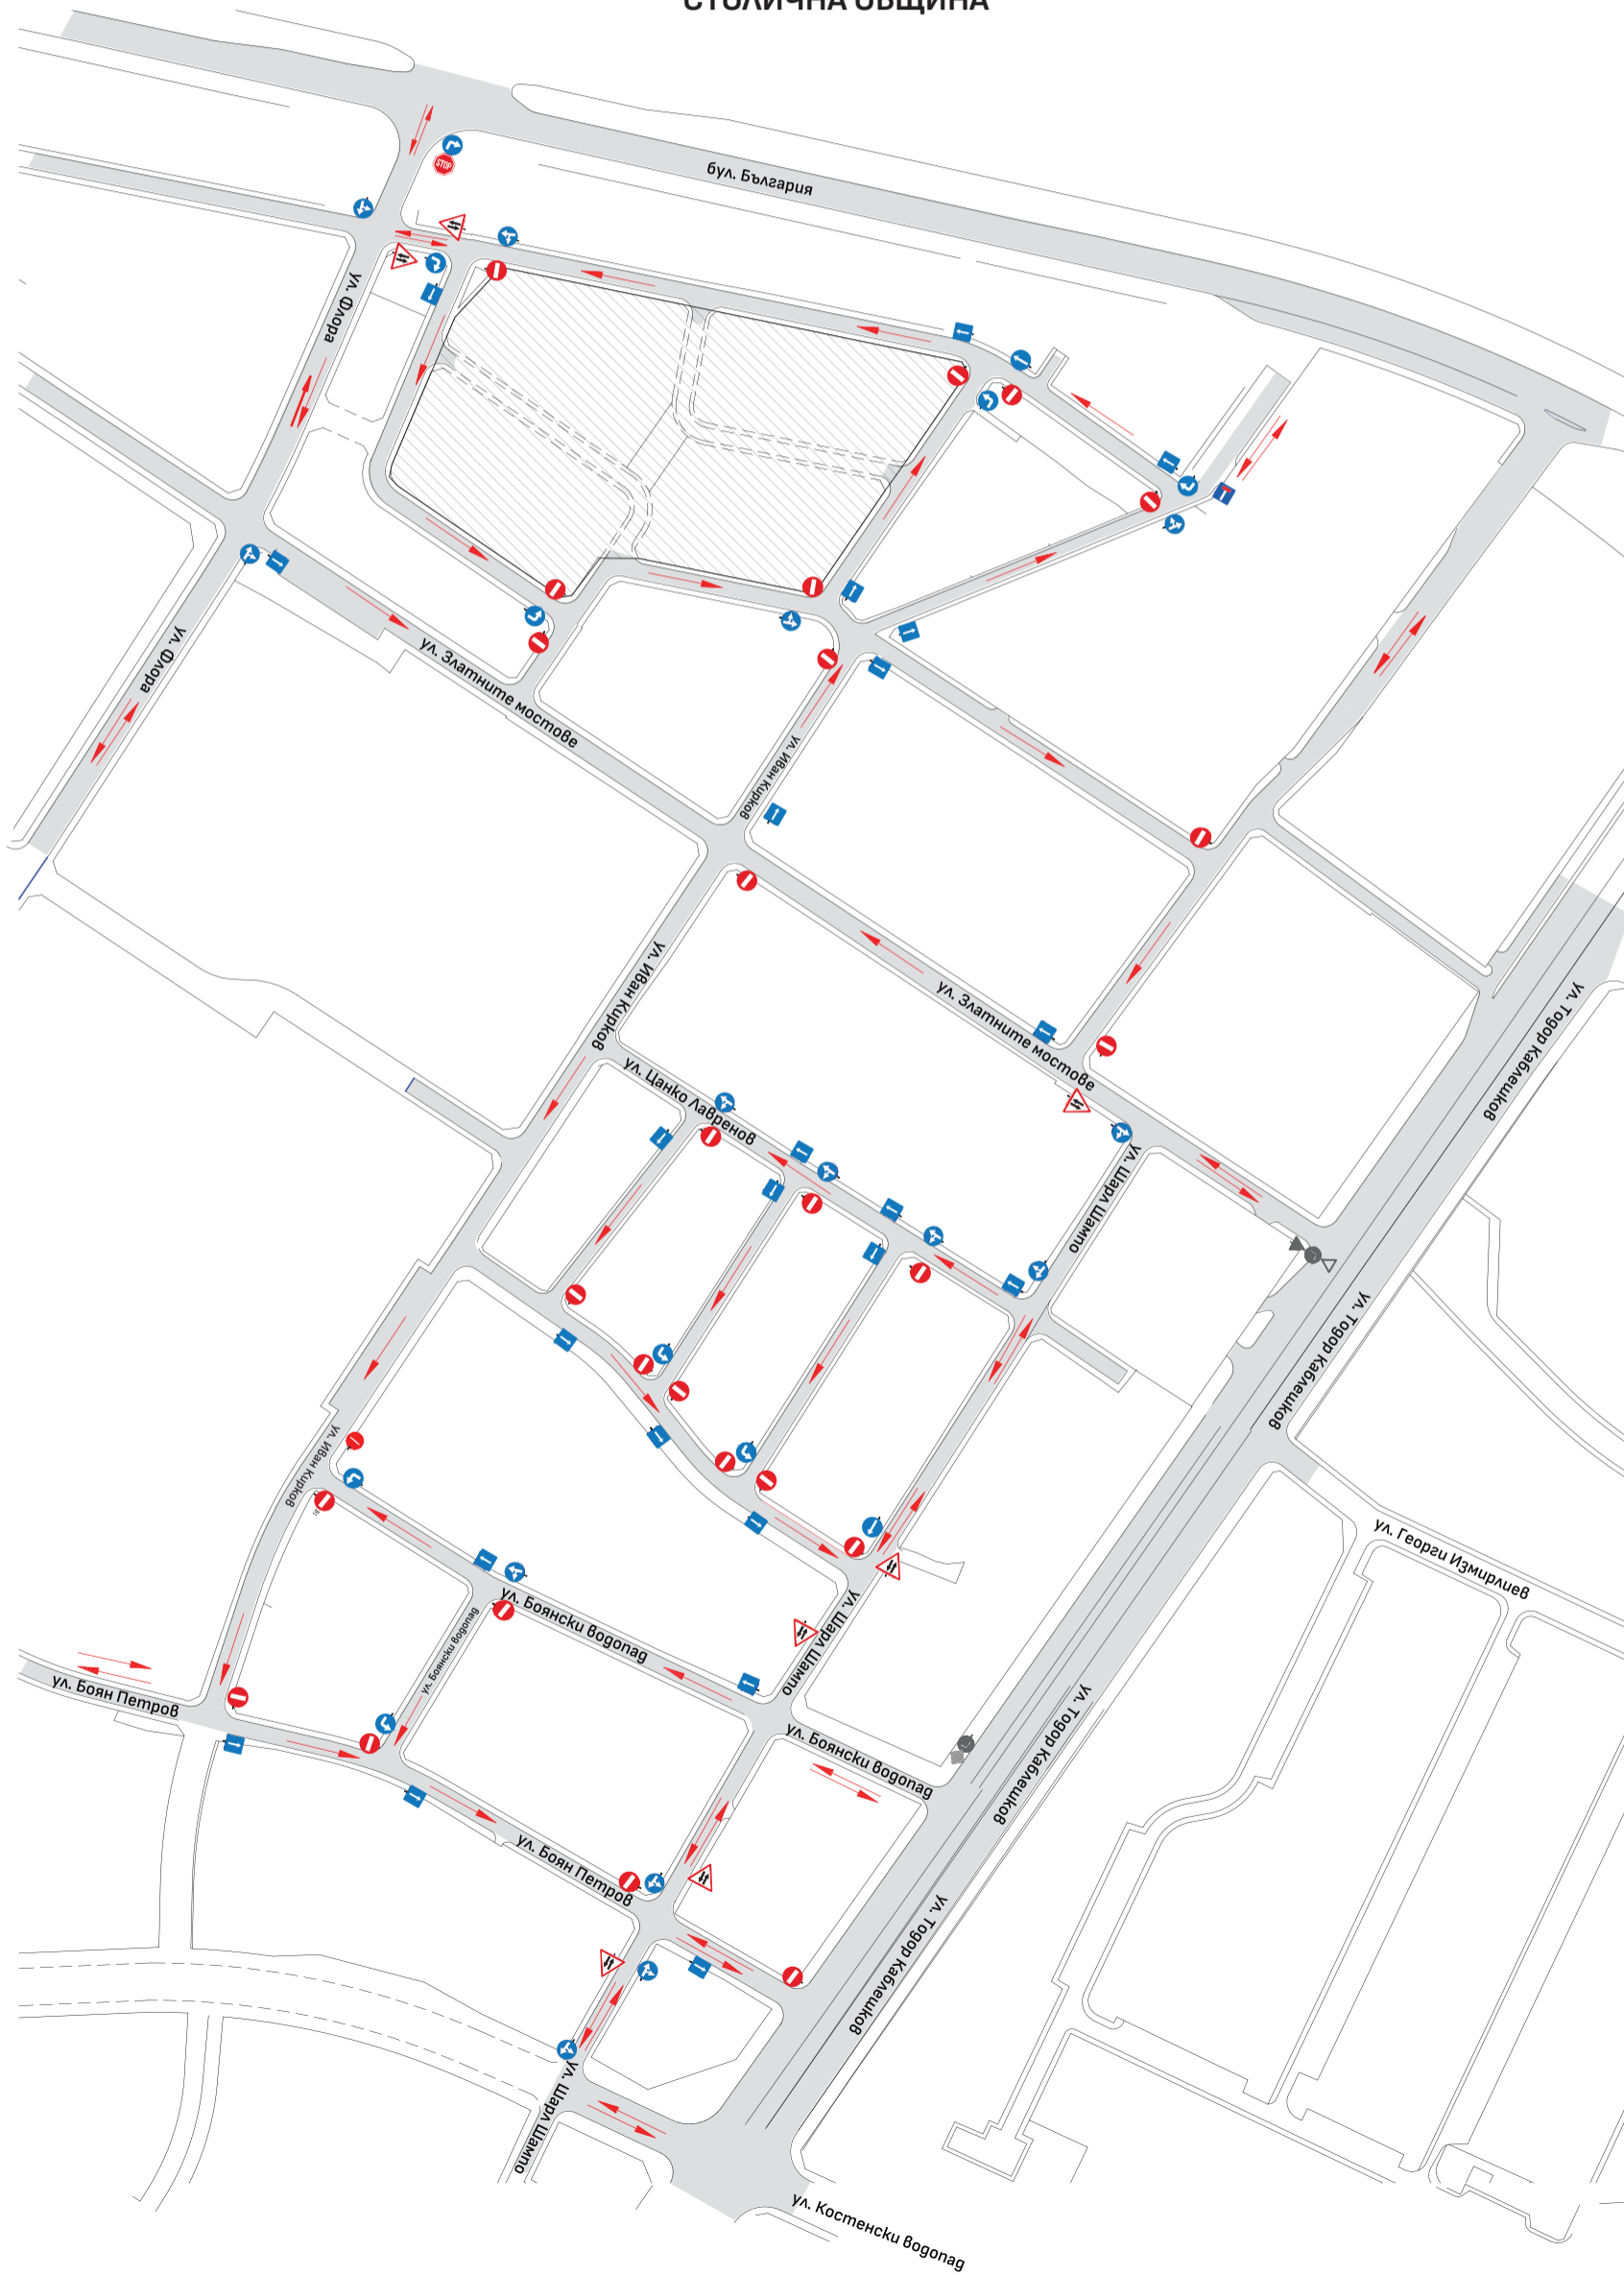 СТОЛИЧНА ОБЩИНА
STOP
бул. България
ул. Флора
ул. Флора
ул. Златните мостове
ул. Иван Кирков
ул. Иван Кирков
ул. Златните мостове
ул. Тодор Каблешков
ул. Цанко Лавренов
ул. Шарл Шампо
ул. Тодор Каблешков
ул. Иван Кирков
ул. Георги Измирлиев
ул. Боянски водопад
ул. Боянски водопад
ул. Шарл Шампо
ул. Боян Петров
ул. Боянски водопад
ул. Тодор Каблешков
ул. Боян Петров
ул. Тодор Каблешков
ул. Шарл Шампо
ул. Костенски водопад